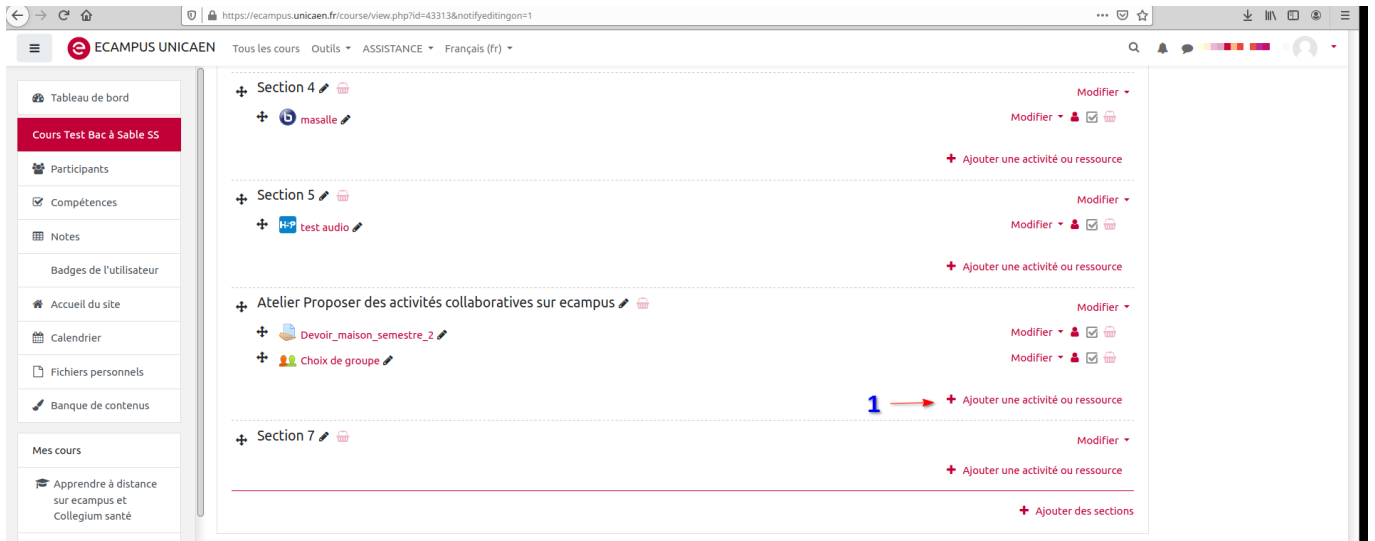 https://ecampus.unicaen.fr/course/view.php?id=43313&notifyeditingon=1
ECAMPUS UNICAEN Tous les cours Outils ASSISTANCE Français (fr)
Tableau de bord
Cours Test Bac à Sable SS
Participants
Compétences
Notes
Badges de l'utilisateur
Accueil du site
Calendrier
Fichiers personnels
Banque de contenus
Mes cours
Apprendre à distance
sur ecampus et
Collegium santé
Section 4 Modifier
masalle Modifier
Ajouter une activité ou ressource
Section 5 Modifier
H-P test audio Modifier
Ajouter une activité ou ressource
Atelier Proposer des activités collaboratives sur ecampus Modifier
Devoir_maison_semestre_2 Modifier
Choix de groupe Modifier
1 Ajouter une activité ou ressource
Section 7 Modifier
Ajouter une activité ou ressource
Ajouter des sections